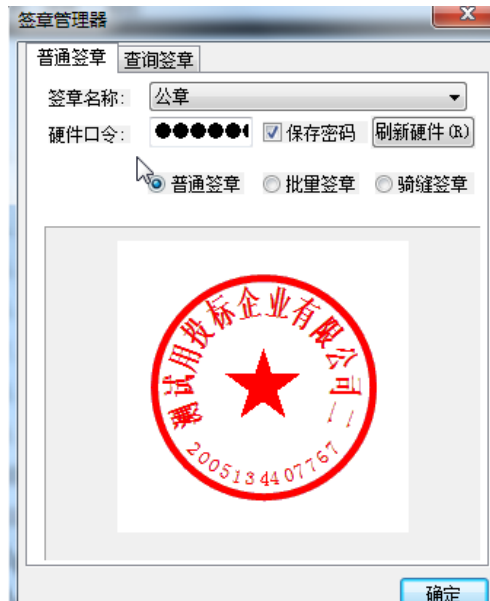 签章管理器
普通签章 查询签章
签章名称: 公章
硬件口令: 保存密码 刷新硬件(R)
普通签章 批量签章 骑缝签章
测试用投标企业有限公司二
2005134407767
确定